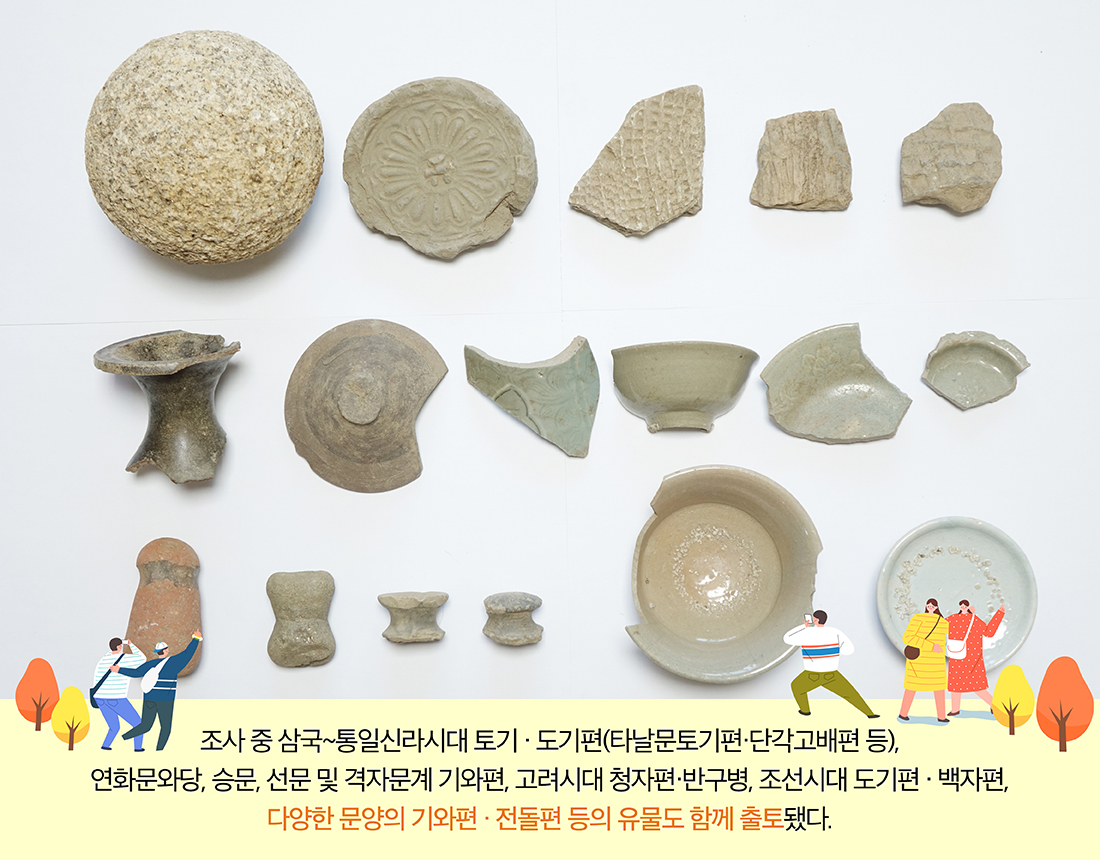 조사 중 삼국~통일신라시대 토기 · 도기편(타날문토기편·단각고배편 등),
연화문와당, 승문, 선문 및 격자문계 기와편, 고려시대 청자편·반구병, 조선시대 도기편 · 백자편,
다양한 문양의 기와편 · 전돌편 등의 유물도 함께 출토됐다.